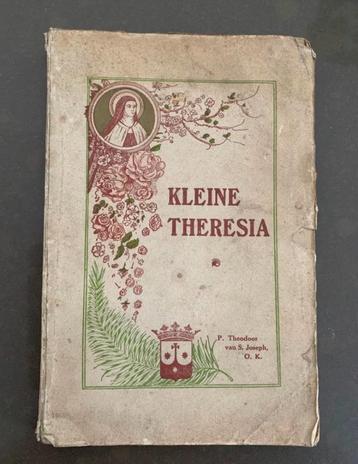 KLEINE
THERESIA
P. Theodoor
van S. Joseph,
O. K.